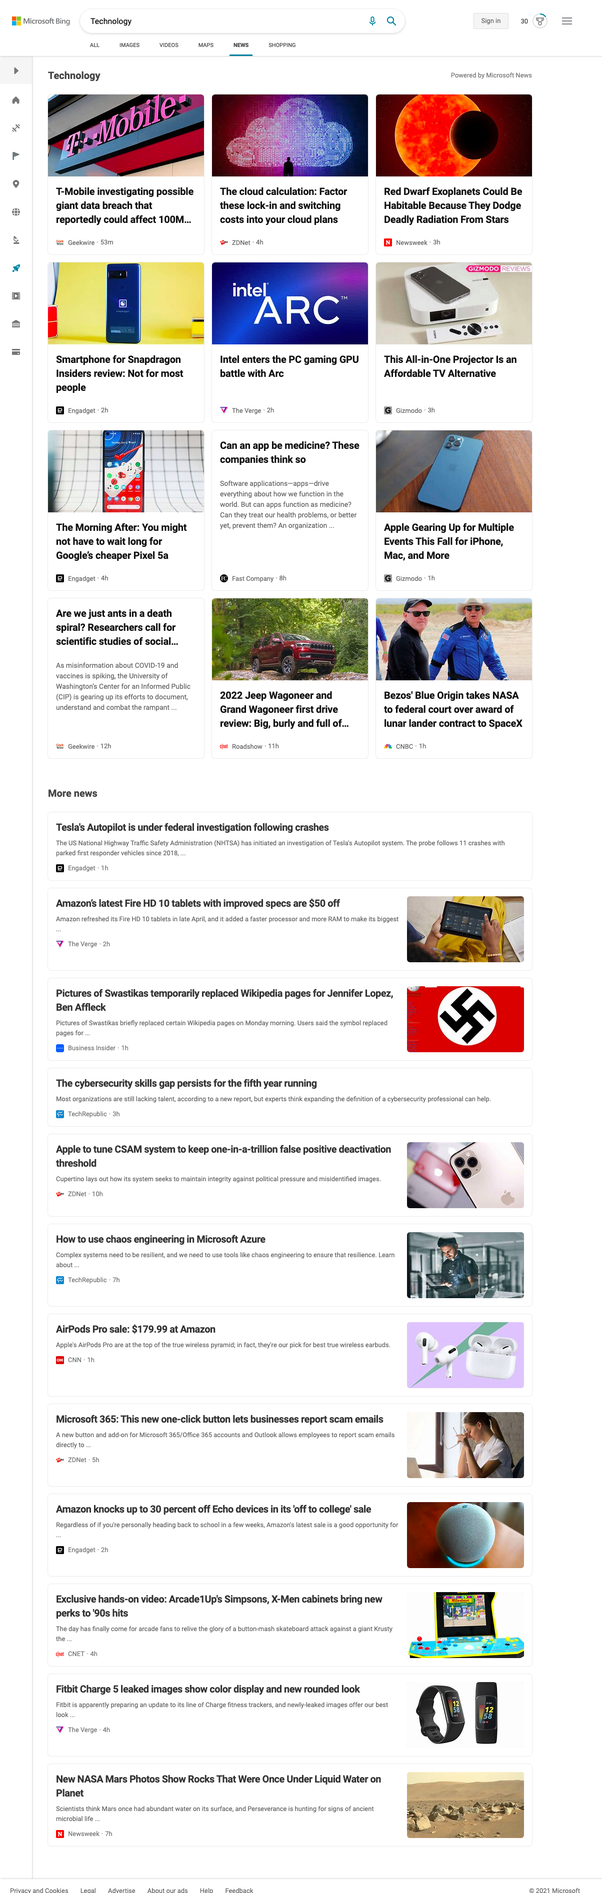 Microsoft Bing
Technology
Sign in
30
ALL
IMAGES
VIDEOS
MAPS
NEWS
SHOPPING
Technology
Powered by Microsoft News
T-Mobile
T-Mobile investigating possible
giant data breach that
reportedly could affect 100M...
Geekwire · 53m
The cloud calculation: Factor
these lock-in and switching
costs into your cloud plans
ZDNet · 4h
Red Dwarf Exoplanets Could Be
Habitable Because They Dodge
Deadly Radiation From Stars
Newsweek · 3h
Smartphone for Snapdragon
Insiders review: Not for most
people
Engadget · 2h
intel
ARC™
Intel enters the PC gaming GPU
battle with Arc
The Verge · 2h
GIZMODO REVIEWS
This All-in-One Projector Is an
Affordable TV Alternative
Gizmodo · 3h
The Morning After: You might
not have to wait long for
Google's cheaper Pixel 5a
Engadget · 4h
Can an app be medicine? These
companies think so
Software applications—apps—drive
everything about how we function in the
world. But can apps function as medicine?
Can they treat our health problems, or better
yet, prevent them? An organization ...
Fast Company · 8h
Apple Gearing Up for Multiple
Events This Fall for iPhone,
Mac, and More
Gizmodo · 1h
Are we just ants in a death
spiral? Researchers call for
scientific studies of social...
As misinformation about COVID-19 and
vaccines is spiking, the University of
Washington's Center for an Informed Public
(CIP) is gearing up its efforts to document,
understand and combat the rampant ...
Geekwire · 12h
2022 Jeep Wagoneer and
Grand Wagoneer first drive
review: Big, burly and full of...
Roadshow · 11h
Bezos' Blue Origin takes NASA
to federal court over award of
lunar lander contract to SpaceX
CNBC · 1h
More news
Tesla's Autopilot is under federal investigation following crashes
The US National Highway Traffic Safety Administration (NHTSA) has initiated an investigation of Tesla's Autopilot system. The probe follows 11 crashes with
parked first responder vehicles since 2018, ...
Engadget · 1h
Amazon's latest Fire HD 10 tablets with improved specs are $50 off
Amazon refreshed its Fire HD 10 tablets in late April, and it added a faster processor and more RAM to make its biggest
...
The Verge · 2h
Pictures of Swastikas temporarily replaced Wikipedia pages for Jennifer Lopez,
Ben Affleck
Pictures of Swastikas briefly replaced certain Wikipedia pages on Monday morning. Users said the symbol replaced
pages for ...
Business Insider · 1h
The cybersecurity skills gap persists for the fifth year running
Most organizations are still lacking talent, according to a new report, but experts think expanding the definition of a cybersecurity professional can help.
TechRepublic · 3h
Apple to tune CSAM system to keep one-in-a-trillion false positive deactivation
threshold
Cupertino lays out how its system seeks to maintain integrity against political pressure and misidentified images.
ZDNet · 10h
How to use chaos engineering in Microsoft Azure
Complex systems need to be resilient, and we need to use tools like chaos engineering to ensure that resilience. Learn
about ...
TechRepublic · 7h
AirPods Pro sale: $179.99 at Amazon
Apple's AirPods Pro are at the top of the true wireless pyramid; in fact, they're our pick for best true wireless earbuds.
CNN · 1h
Microsoft 365: This new one-click button lets businesses report scam emails
A new button and add-on for Microsoft 365/Office 365 accounts and Outlook allows employees to report scam emails
directly to ...
ZDNet · 5h
Amazon knocks up to 30 percent off Echo devices in its 'off to college' sale
Regardless of if you're personally heading back to school in a few weeks, Amazon's latest sale is a good opportunity for
...
Engadget · 2h
Exclusive hands-on video: Arcade1Up's Simpsons, X-Men cabinets bring new
perks to '90s hits
The day has finally come for arcade fans to relive the glory of a button-mash skateboard attack against a giant Krusty
the ...
CNET · 4h
Fitbit Charge 5 leaked images show color display and new rounded look
Fitbit is apparently preparing an update to its line of Charge fitness trackers, and newly-leaked images offer our best
look ...
The Verge · 4h
New NASA Mars Photos Show Rocks That Were Once Under Liquid Water on
Planet
Scientists think Mars once had abundant water on its surface, and Perseverance is hunting for signs of ancient
microbial life ...
Newsweek · 7h
Privacy and Cookies
Legal
Advertise
About our ads
Help
Feedback
© 2021 Microsoft